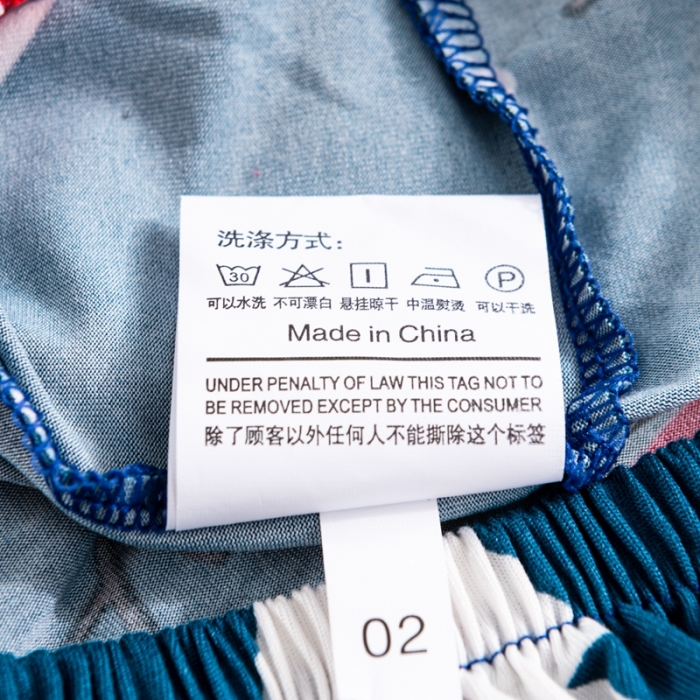 洗涤方式:
30 P
可以水洗 不可漂白 悬挂晾干 中温熨烫 可以干洗
Made in China
UNDER PENALTY OF LAW THIS TAG NOT TO
BE REMOVED EXCEPT BY THE CONSUMER
除了顾客以外任何人不能撕除这个标签
02